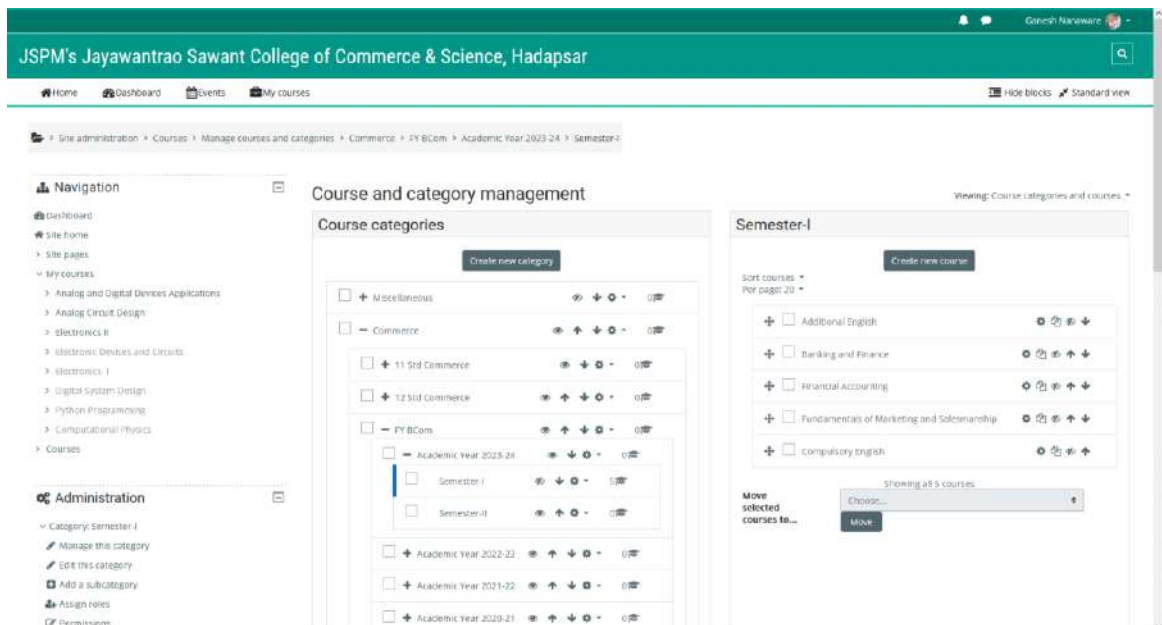 Ganesh Nanaware
JSPM's Jayawantrao Sawant College of Commerce & Science, Hadapsar
Home Dashboard Events My courses
Hide blocks Standard view
Site administration Courses Manage courses and categories Commerce FY BCom Academic Year 2023-24 Semester-I
Navigation
Dashboard
Site home
Site pages
My courses
Analog and Digital Devices Applications
Analog Circuit Design
Electronics II
Electronic Devices and Circuits
Electronics- I
Digital System Design
Python Programming
Computational Physics
Courses
Administration
Category: Semester-I
Manage this category
Edit this category
Add a subcategory
Assign roles
Permissions
Course and category management
Viewing: Course categories and courses
Course categories
Create new category
Miscellaneous 0
Commerce 0
11 Std Commerce 0
12 Std Commerce 0
FY BCom 0
Academic Year 2023-24 0
Semester-I 5
Semester-II 0
Academic Year 2022-23 0
Academic Year 2021-22 0
Academic Year 2020-21 0
Semester-I
Create new course
Sort courses
Per page: 20
Additional English
Banking and Finance
Financial Accounting
Fundamentals of Marketing and Salesmanship
Compulsory English
Showing all 5 courses
Move selected courses to...
Choose...
Move